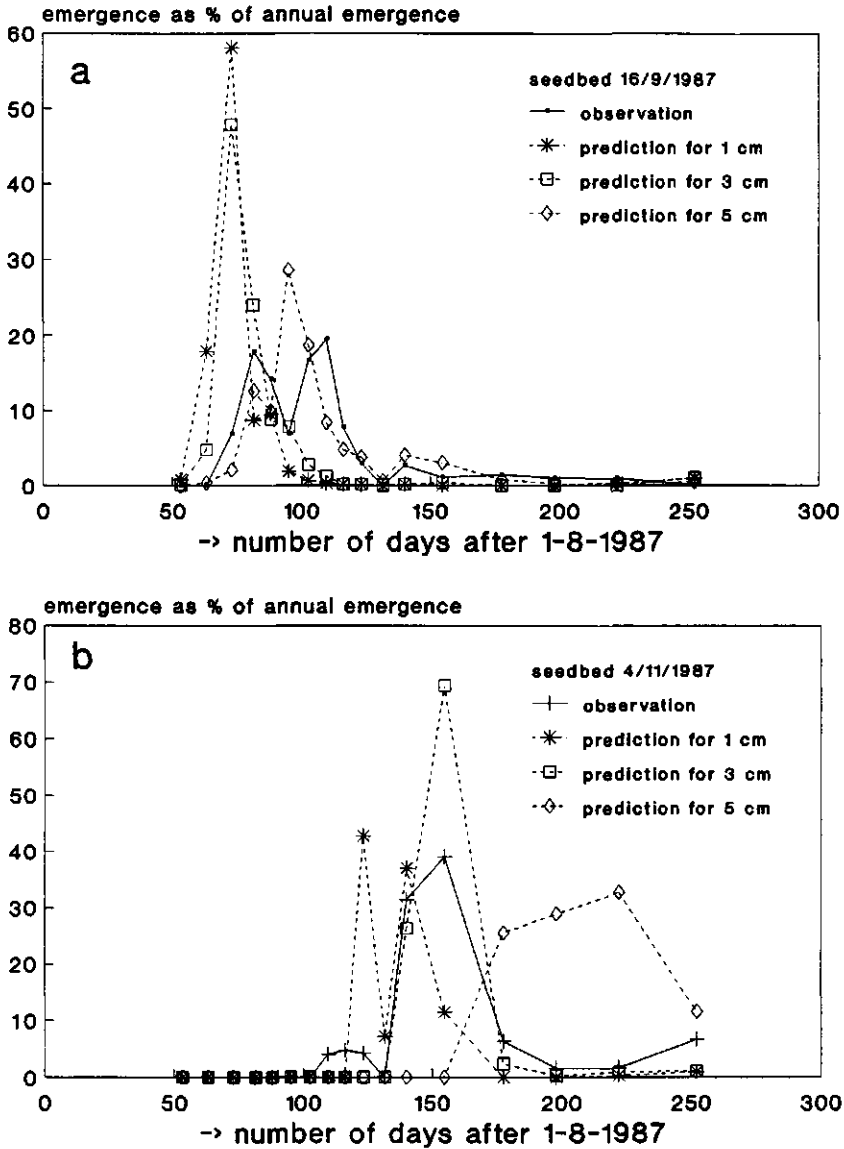 emergence as % of annual emergence
60
50
40
30
20
10
0
a
seedbed 16/9/1987
observation
prediction for 1 cm
prediction for 3 cm
prediction for 5 cm
0 50 100 150 200 250 300
-> number of days after 1-8-1987
emergence as % of annual emergence
80
70
60
50
40
30
20
10
0
b
seedbed 4/11/1987
observation
prediction for 1 cm
prediction for 3 cm
prediction for 5 cm
0 50 100 150 200 250 300
-> number of days after 1-8-1987